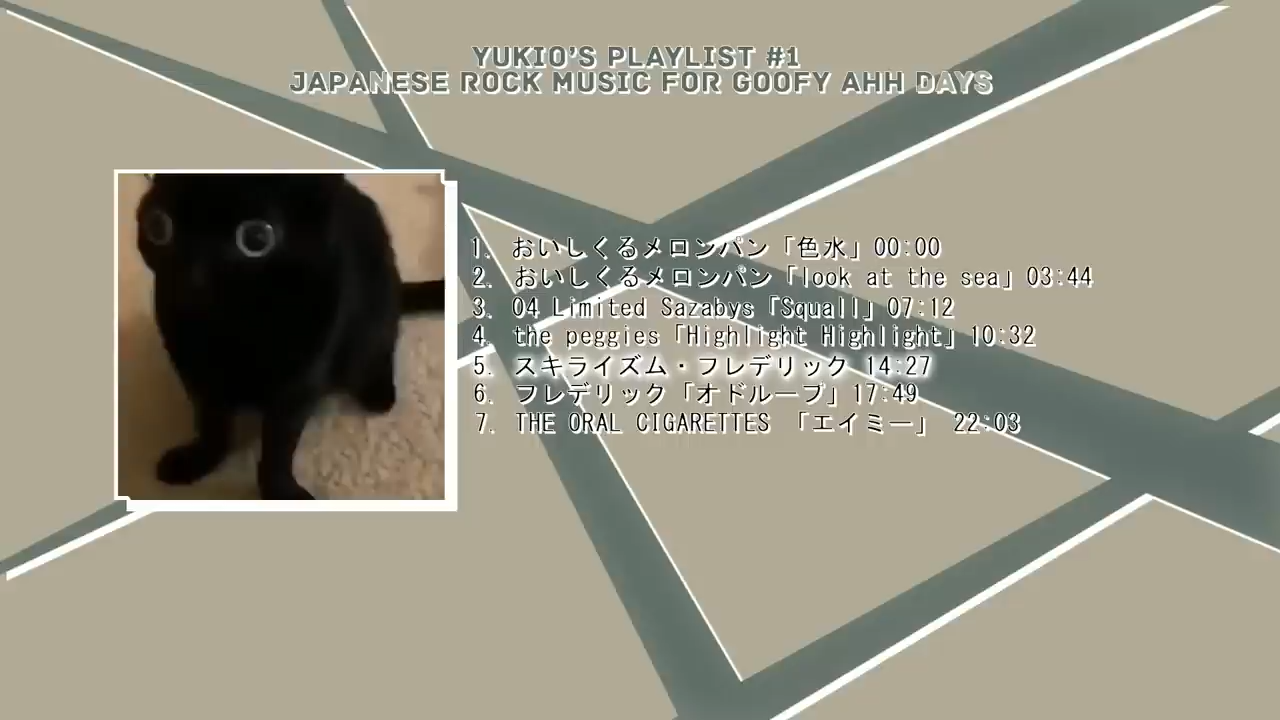 YUKIO'S PLAYLIST #1
JAPANESE ROCK MUSIC FOR GOOFY AHH DAYS
1. おいしくるメロンパン「色水」00:00
2. おいしくるメロンパン「look at the sea」03:44
3. 04 Limited Sazabys「Squall」07:12
4. the peggies「Highlight Highlight」10:32
5. スキライズム・フレデリック 14:27
6. フレデリック「オドループ」17:49
7. THE ORAL CIGARETTES 「エイミー」 22:03